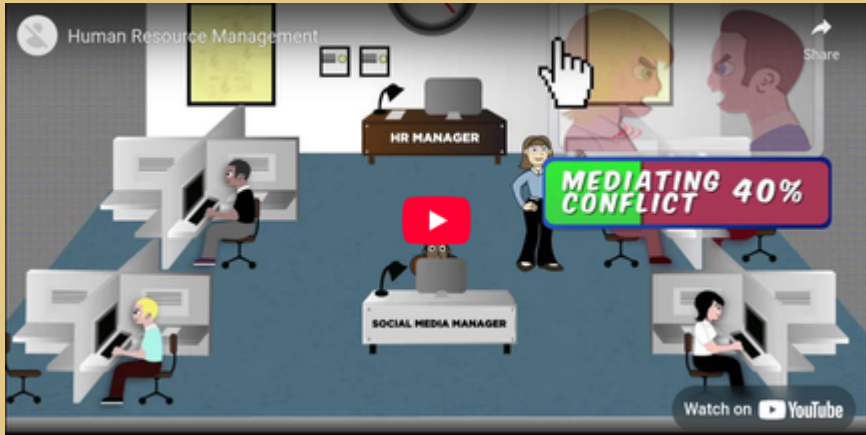 Human Resource Management
Share
HR MANAGER
MEDIATING
CONFLICT 40%
SOCIAL MEDIA MANAGER
Watch on YouTube